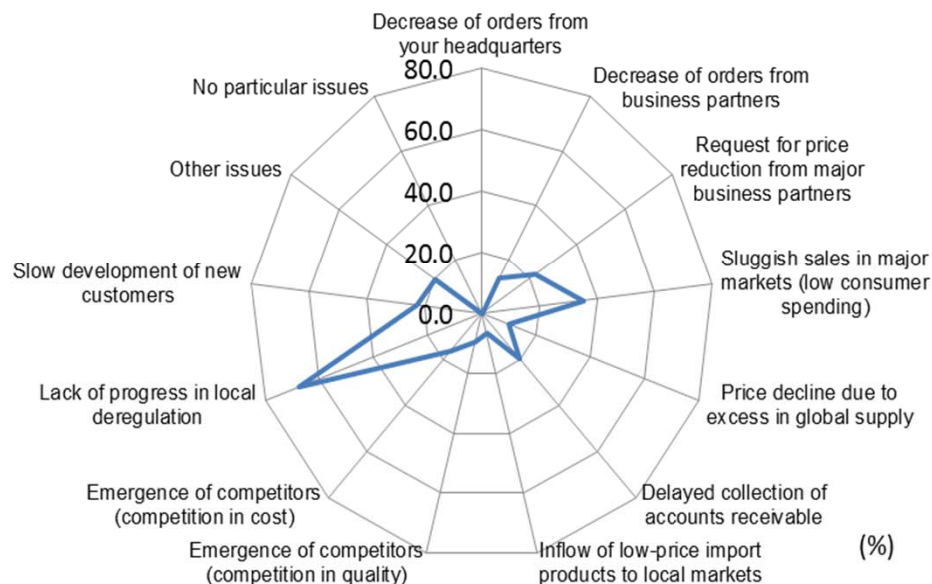 Decrease of orders from
your headquarters
80.0
60.0
40.0
20.0
0.0
Decrease of orders from
business partners
Request for price
reduction from major
business partners
Sluggish sales in major
markets (low consumer
spending)
Price decline due to
excess in global supply
Delayed collection of
accounts receivable
Inflow of low-price import
products to local markets
Emergence of competitors
(competition in quality)
Emergence of competitors
(competition in cost)
Lack of progress in local
deregulation
Slow development of new
customers
Other issues
No particular issues
(%)